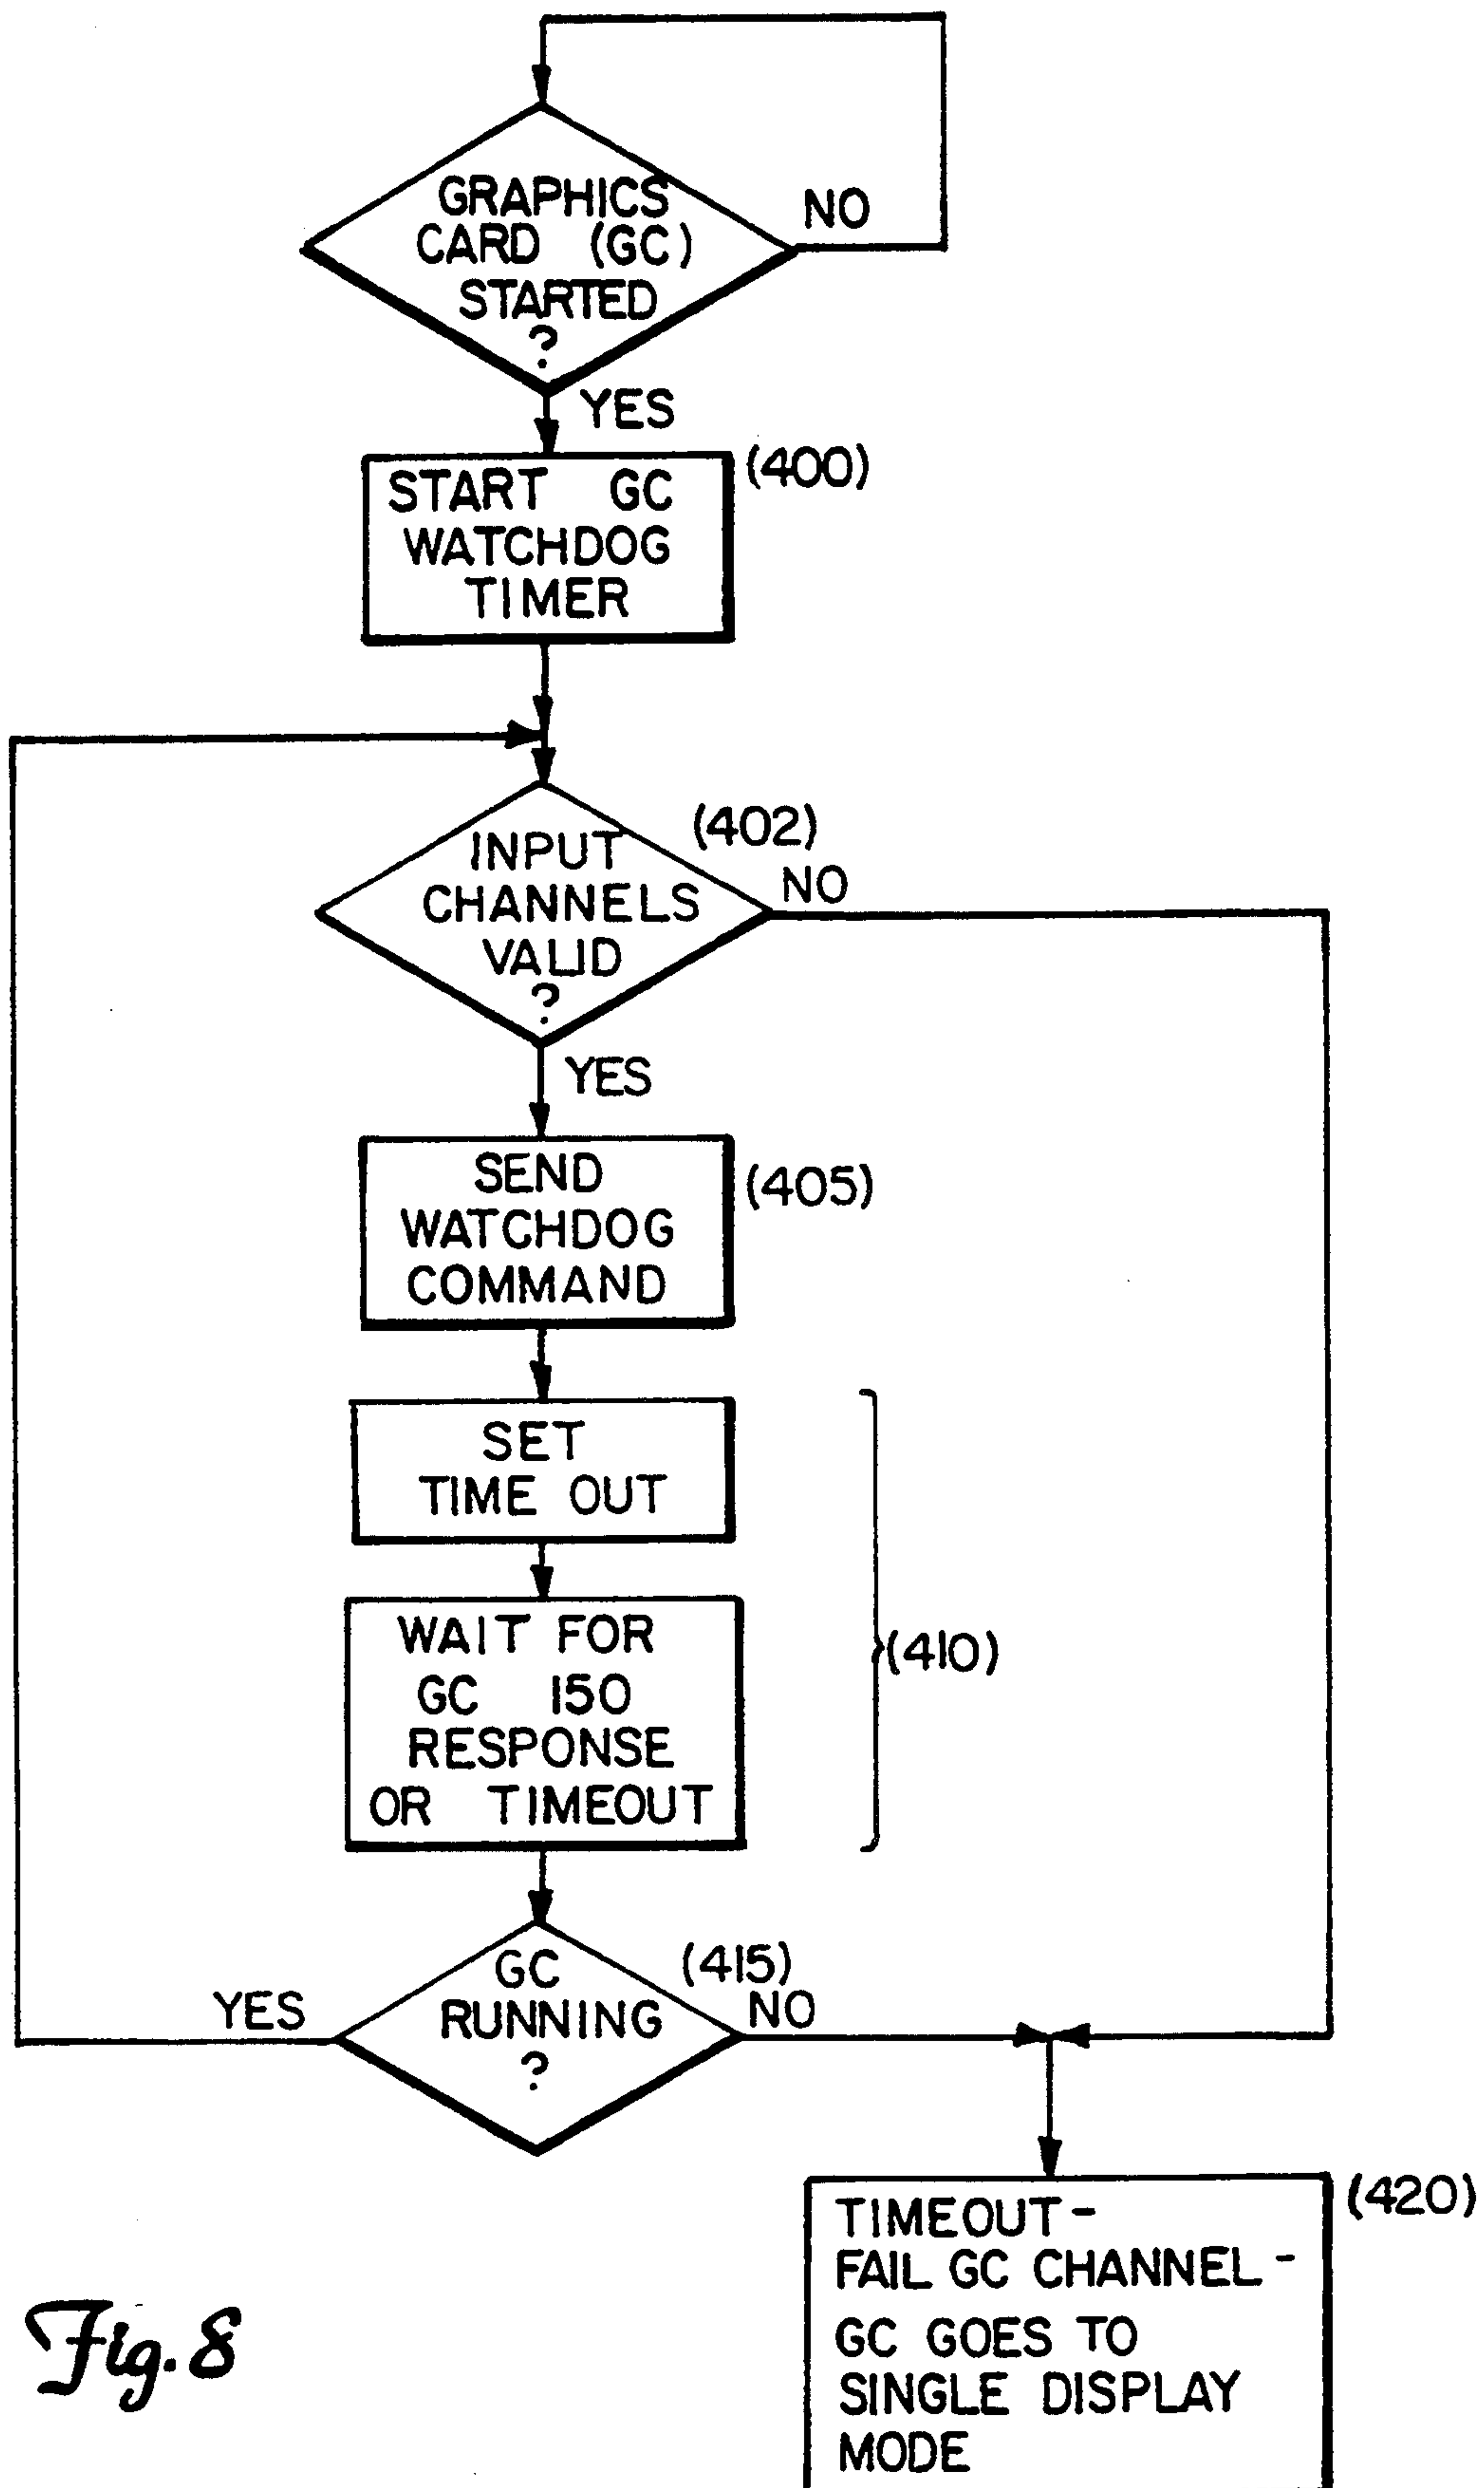 GRAPHICS
CARD (GC)
STARTED
?
NO
YES
START GC
WATCHDOG
TIMER
(400)
INPUT
CHANNELS
VALID
?
(402)
NO
YES
SEND
WATCHDOG
COMMAND
(405)
SET
TIME OUT
WAIT FOR
GC 150
RESPONSE
OR TIMEOUT
(410)
GC
RUNNING
?
(415)
YES
NO
TIMEOUT-
FAIL GC CHANNEL-
GC GOES TO
SINGLE DISPLAY
MODE
(420)
Fig. 8